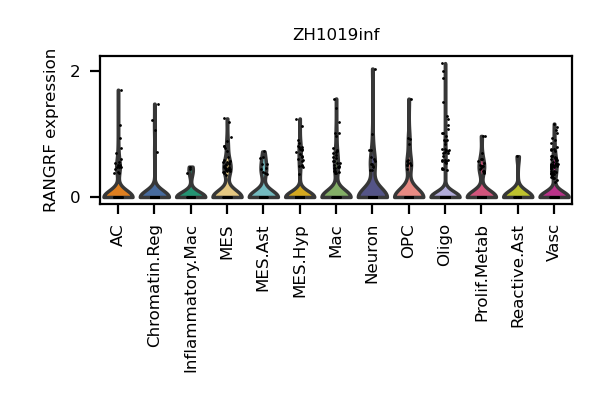 ZH1019inf
RANGRF expression
2
0
AC
Chromatin.Reg
Inflammatory.Mac
MES
MES.Ast
MES.Hyp
Mac
Neuron
OPC
Oligo
Prolif.Metab
Reactive.Ast
Vasc